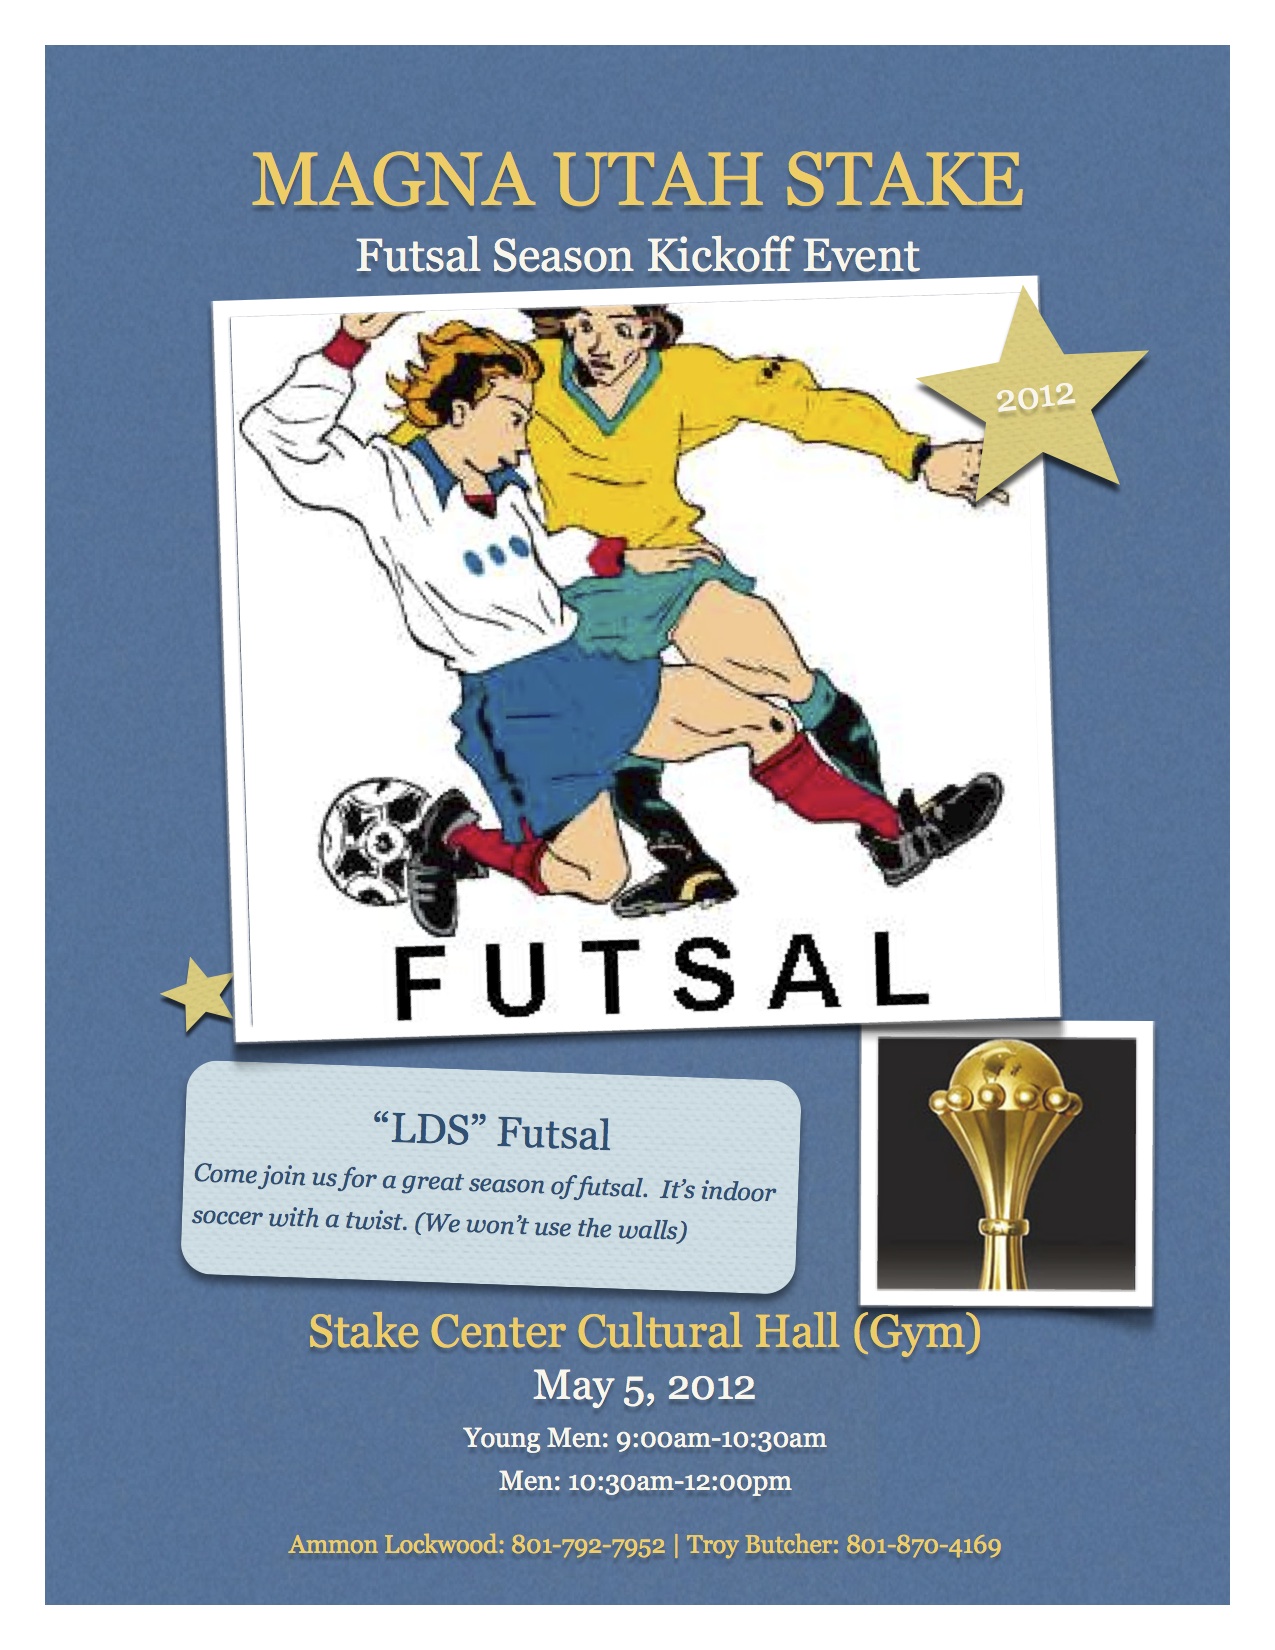 MAGNA UTAH STAKE
Futsal Season Kickoff Event
2012
FUTSAL
“LDS” Futsal
Come join us for a great season of futsal.  It’s indoor
soccer with a twist. (We won’t use the walls)
Stake Center Cultural Hall (Gym)
May 5, 2012
Young Men: 9:00am-10:30am
Men: 10:30am-12:00pm
Ammon Lockwood: 801-792-7952 | Troy Butcher: 801-870-4169